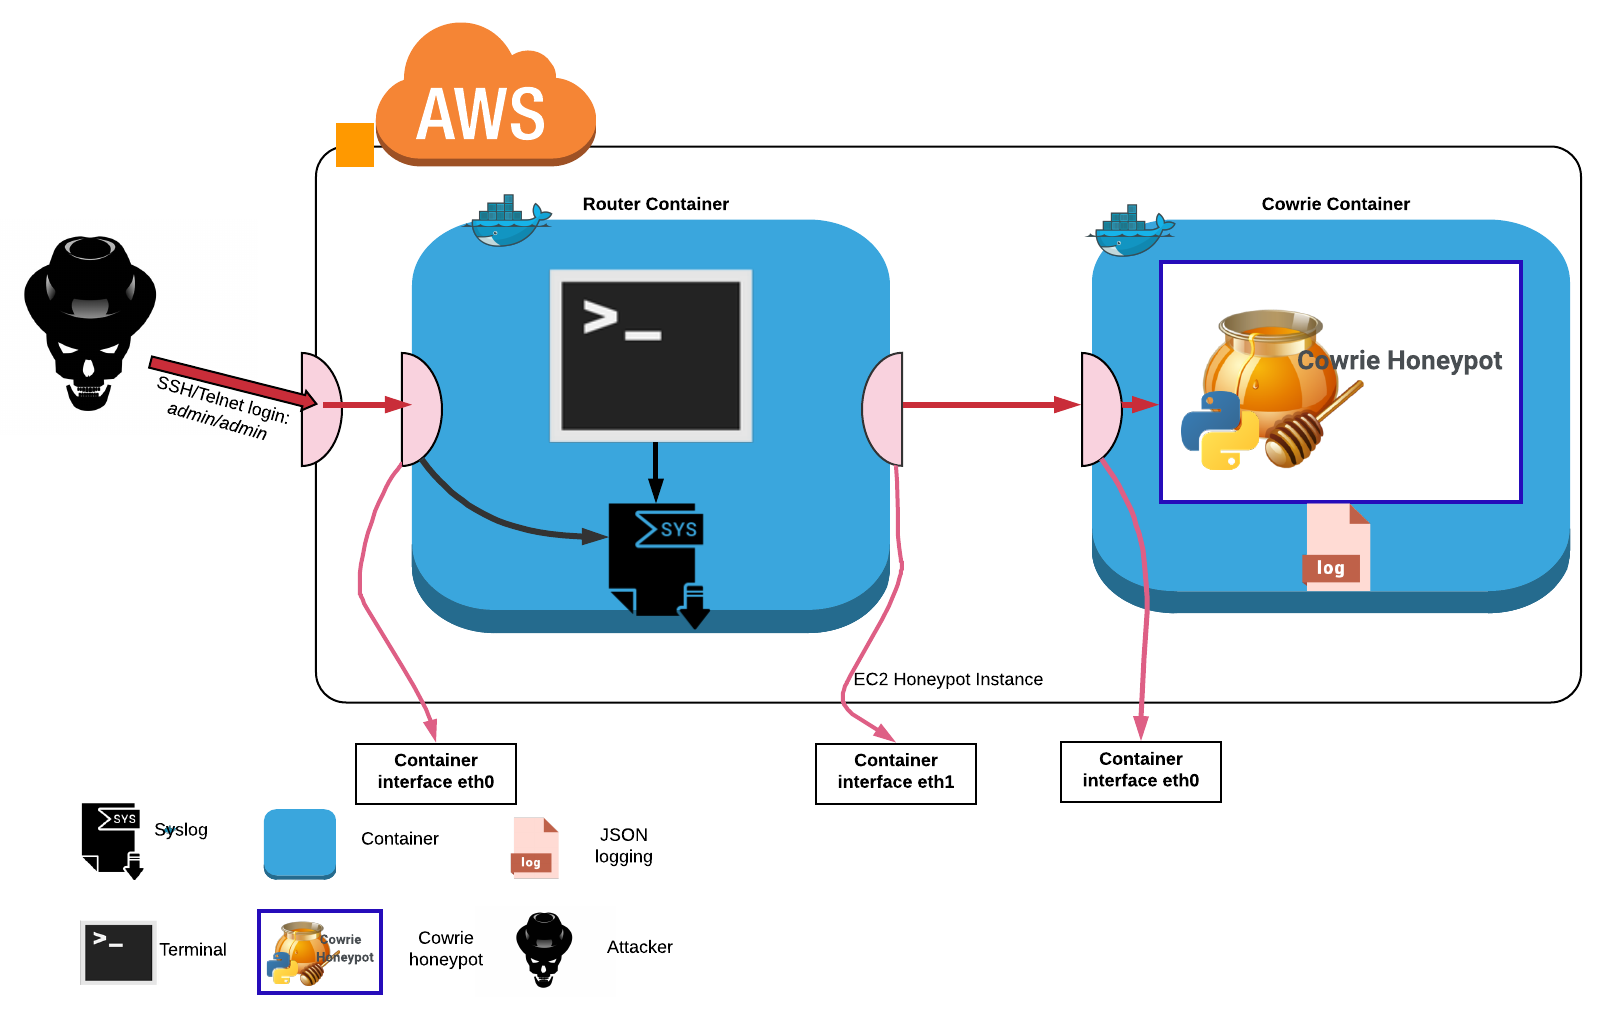 AWS
Router Container
Cowrie Container
>_
Cowrie Honeypot
SSH/Telnet login:
admin/admin
SYS
log
EC2 Honeypot Instance
Container
interface eth0
Container
interface eth1
Container
interface eth0
SYS
Syslog
Container
log
JSON
logging
>_
Terminal
Cowrie
Honeypot
Cowrie
honeypot
Attacker